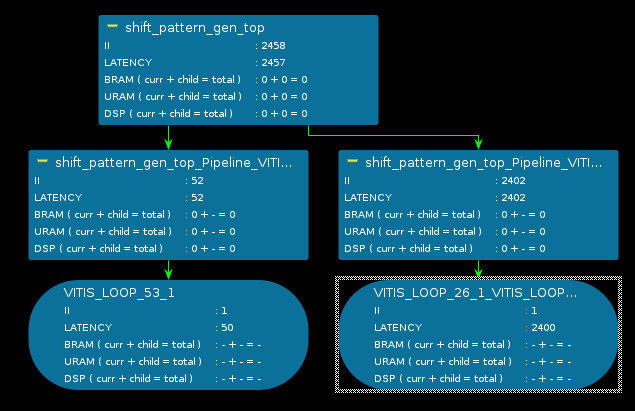 shift_pattern_gen_top
II : 2458
LATENCY : 2457
BRAM ( curr + child = total ) : 0 + 0 = 0
URAM ( curr + child = total ) : 0 + 0 = 0
DSP ( curr + child = total ) : 0 + 0 = 0
shift_pattern_gen_top_Pipeline_VITI...
II : 52
LATENCY : 52
BRAM ( curr + child = total ) : 0 + - = 0
URAM ( curr + child = total ) : 0 + - = 0
DSP ( curr + child = total ) : 0 + - = 0
shift_pattern_gen_top_Pipeline_VITI...
II : 2402
LATENCY : 2402
BRAM ( curr + child = total ) : 0 + - = 0
URAM ( curr + child = total ) : 0 + - = 0
DSP ( curr + child = total ) : 0 + - = 0
VITIS_LOOP_53_1
II : 1
LATENCY : 50
BRAM ( curr + child = total ) : - + - = -
URAM ( curr + child = total ) : - + - = -
DSP ( curr + child = total ) : - + - = -
VITIS_LOOP_26_1_VITIS_LOOP...
II : 1
LATENCY : 2400
BRAM ( curr + child = total ) : - + - = -
URAM ( curr + child = total ) : - + - = -
DSP ( curr + child = total ) : - + - = -